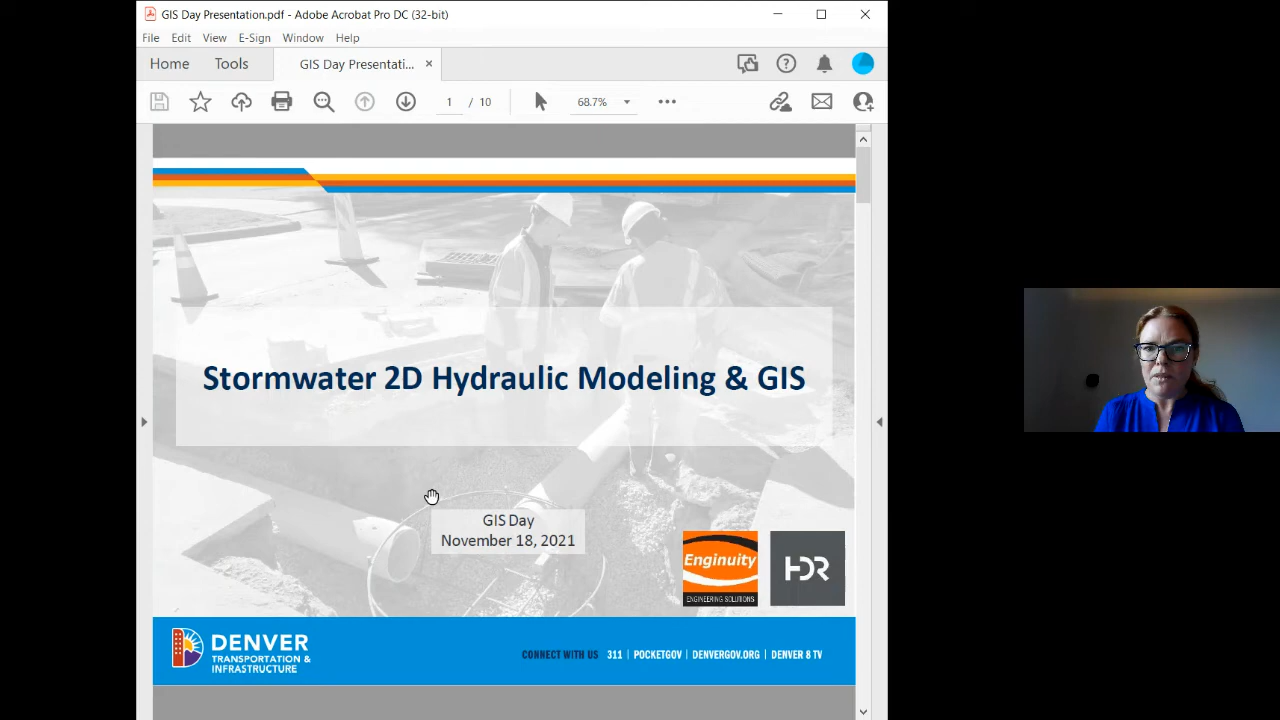 GIS Day Presentation.pdf - Adobe Acrobat Pro DC (32-bit)
File Edit View E-Sign Window Help
Home Tools GIS Day Presentati... ×
1 / 10 68.7%
Stormwater 2D Hydraulic Modeling & GIS
GIS Day
November 18, 2021
Enginuity
ENGINEERING SOLUTIONS
HDR
DENVER
TRANSPORTATION &
INFRASTRUCTURE
CONNECT WITH US 311 | POCKETGOV | DENVERGOV.ORG | DENVER 8 TV